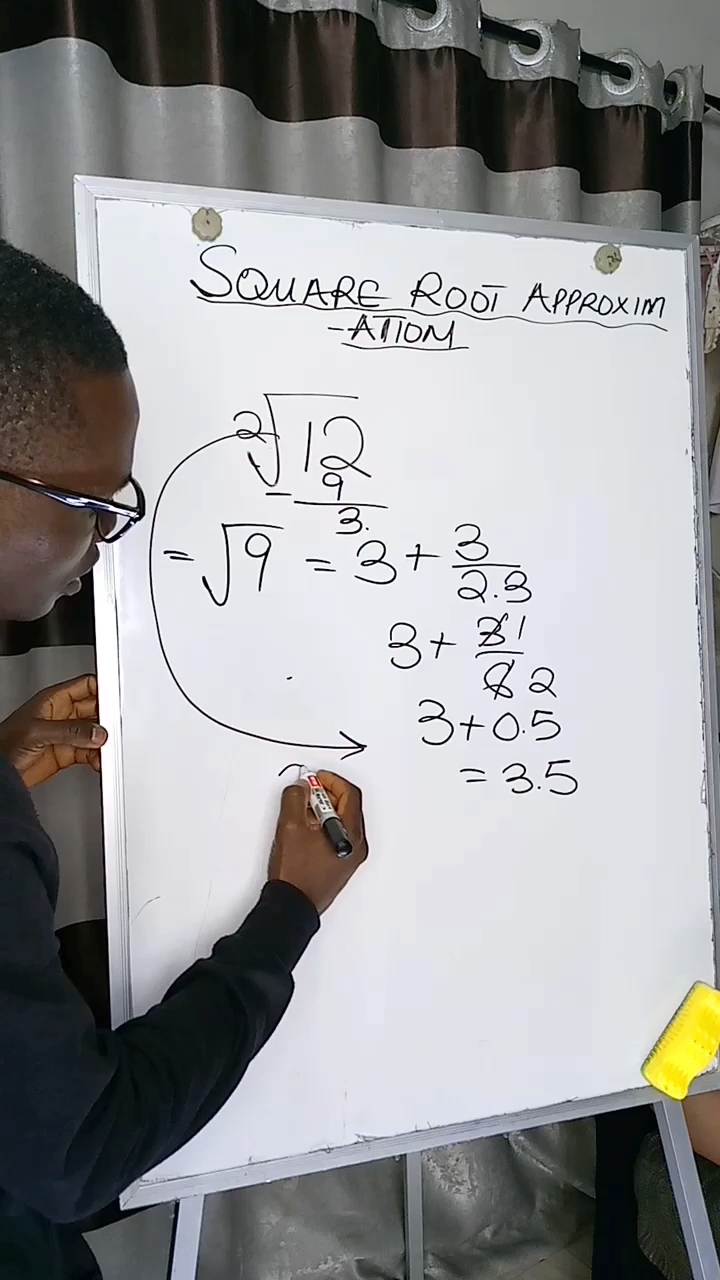 SQUARE ROOT APPROXIM
-ATION
2√12
- 9
3.
= √9 = 3 + 3/2.3
3 + 3 1/6 2
3 + 0.5
= 3.5